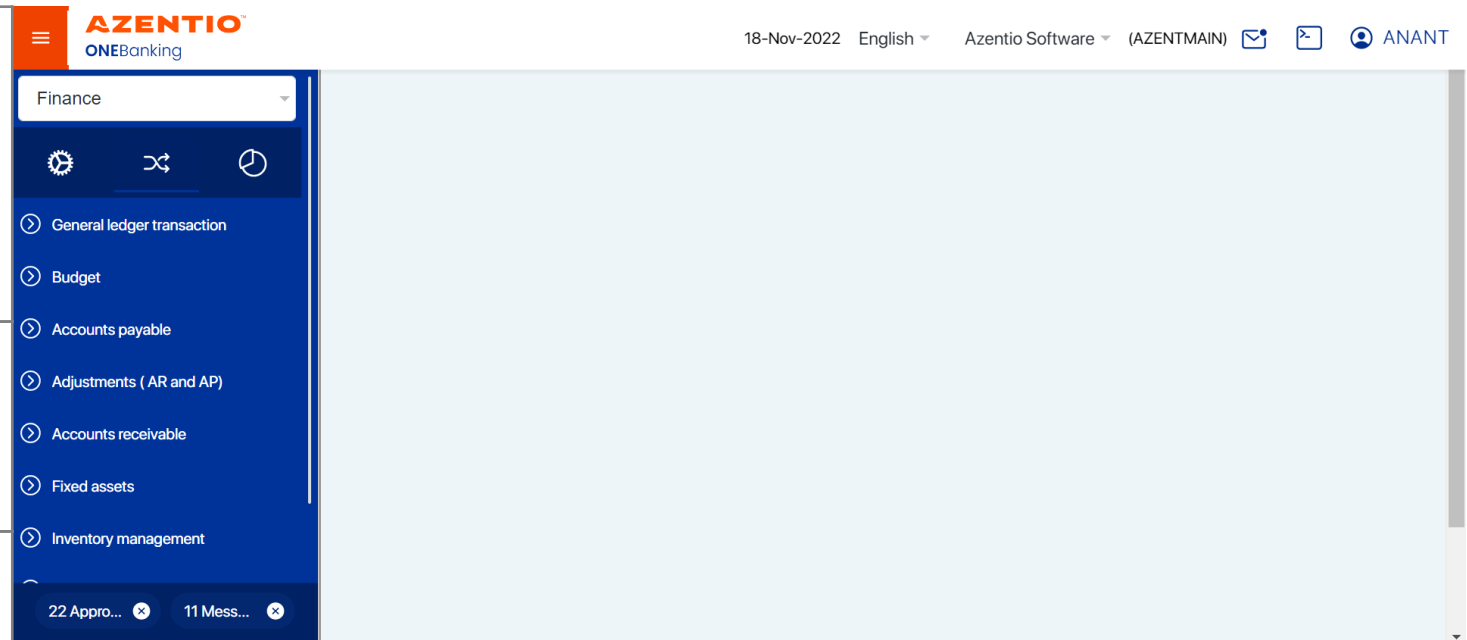 AZENTIO™
ONEBanking
18-Nov-2022 English Azentio Software (AZENTMAIN) ANANT
Finance
General ledger transaction
Budget
Accounts payable
Adjustments ( AR and AP)
Accounts receivable
Fixed assets
Inventory management
22 Appro... 11 Mess...